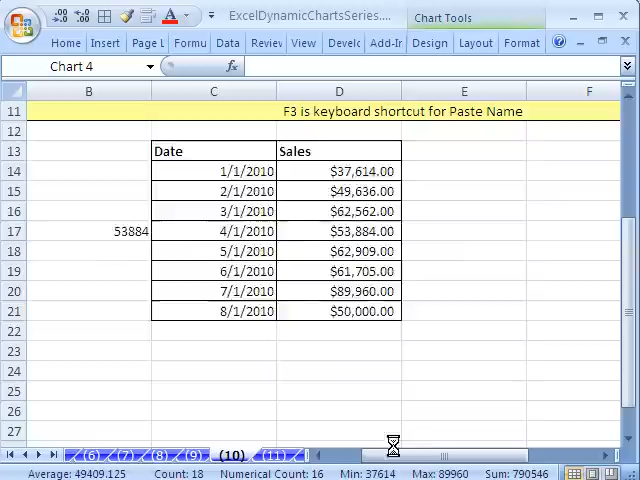 ExcelDynamicChartsSeries....
Chart Tools
Home Insert Page L Formu Data Review View Develc Add-Ir Design Layout Format
Chart 4 fx
B C D E F
11 F3 is keyboard shortcut for Paste Name
12
13 Date Sales
14 1/1/2010 $37,614.00
15 2/1/2010 $49,636.00
16 3/1/2010 $62,562.00
17 53884 4/1/2010 $53,884.00
18 5/1/2010 $62,909.00
19 6/1/2010 $61,705.00
20 7/1/2010 $89,960.00
21 8/1/2010 $50,000.00
22
23
24
25
26
27
(6) (7) (8) (9) (10) (11)
Average: 49409.125 Count: 18 Numerical Count: 16 Min: 37614 Max: 89960 Sum: 790546